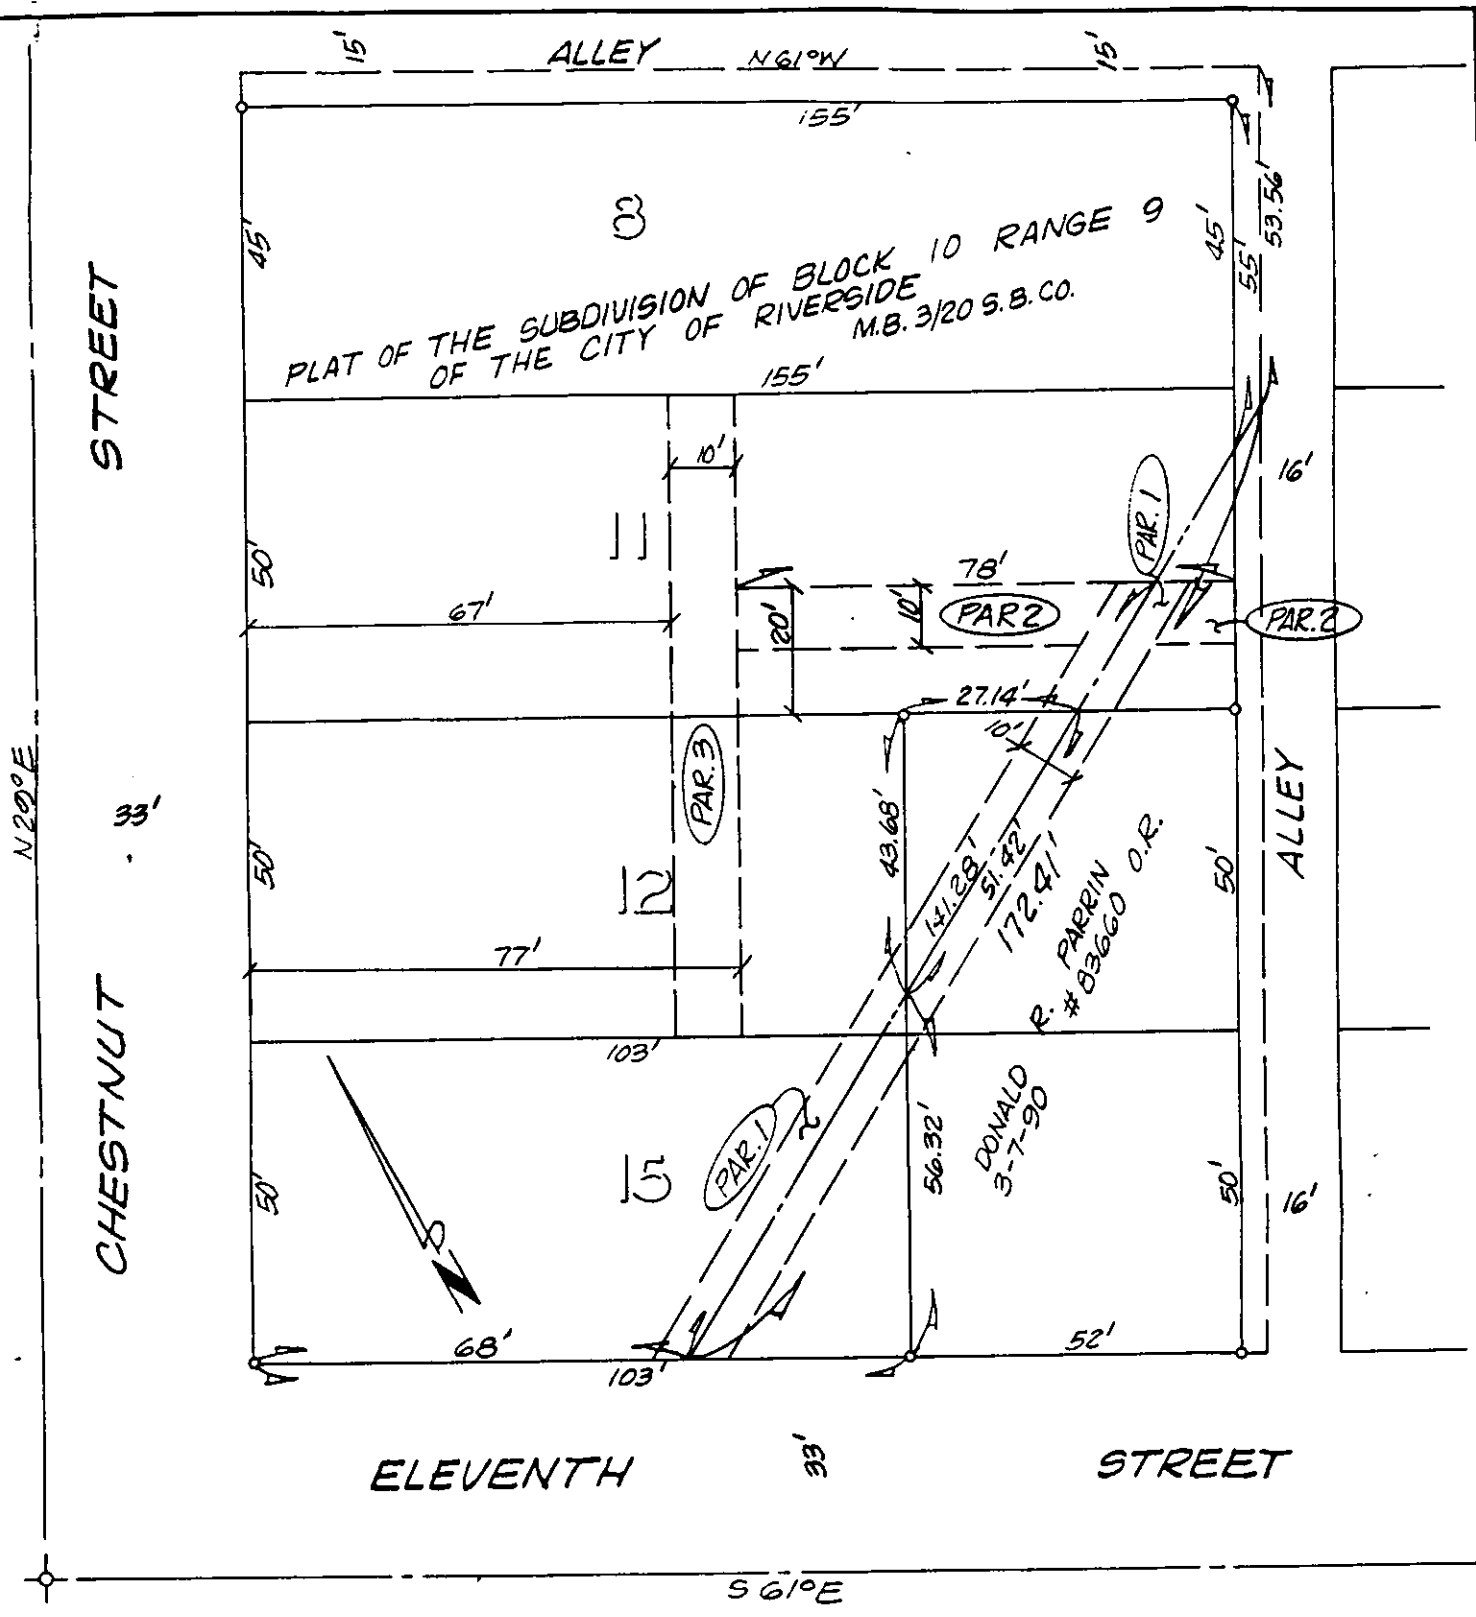 15'
ALLEY
N61°W
15'
155'
8
45'
45'
55'
53.56'
PLAT OF THE SUBDIVISION OF BLOCK 10 RANGE 9
OF THE CITY OF RIVERSIDE
M.B. 3/20 S.B. CO.
155'
STREET
10'
PAR. 1
16'
11
50'
78'
67'
20'
10'
PAR 2
PAR. 2
27.14'
10'
N29°E
33'
PAR. 3
43.68'
ALLEY
50'
12
141.28'
51.42'
172.41'
50'
77'
R. PARRIN
#83660 O.R.
103'
CHESTNUT
DONALD
3-7-90
56.32'
PAR. 1
15
50'
50'
16'
N
68'
103'
52'
ELEVENTH
33'
STREET
S61°E